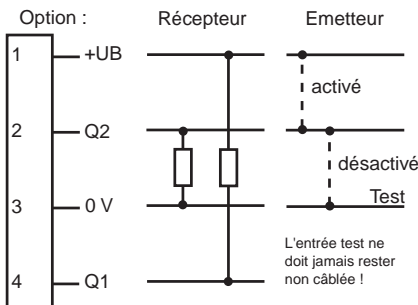 Option :
Récepteur
Emetteur
1
+UB
activé
2
Q2
désactivé
3
0 V
Test
L'entrée test ne
doit jamais rester
non câblée !
4
Q1